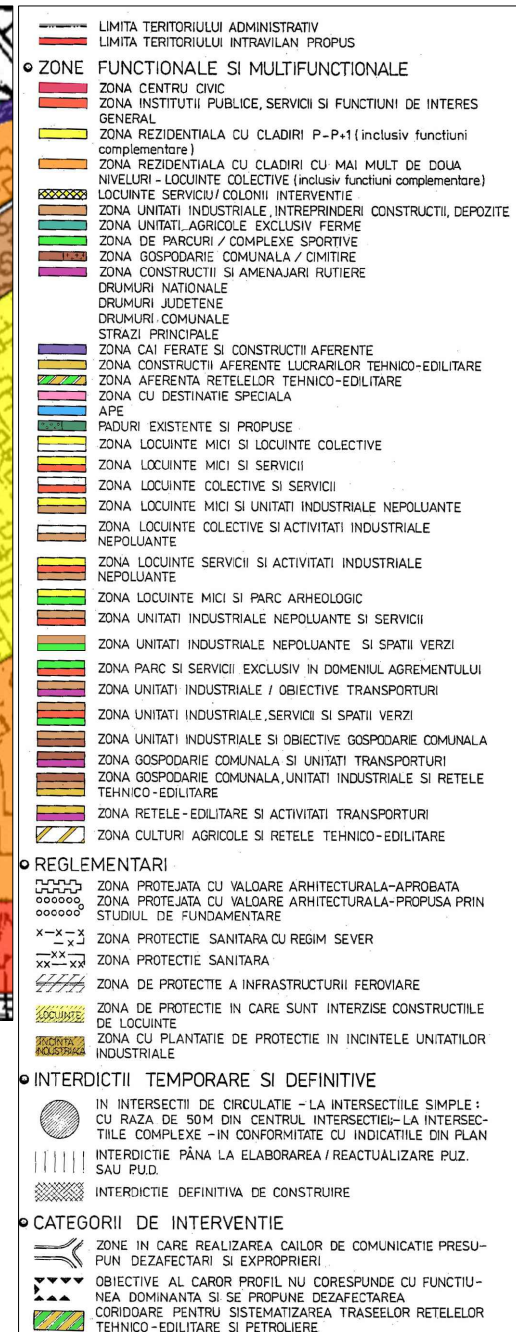 LIMITA TERITORIULUI ADMINISTRATIV
LIMITA TERITORIULUI INTRAVILAN PROPUS
ZONE FUNCTIONALE SI MULTIFUNCTIONALE
ZONA CENTRU CIVIC
ZONA INSTITUTII PUBLICE, SERVICII SI FUNCTIUNI DE INTERES
GENERAL
ZONA REZIDENTIALA CU CLADIRI P-P+1 (inclusiv functiuni
complementare)
ZONA REZIDENTIALA CU CLADIRI CU MAI MULT DE DOUA
NIVELURI - LOCUINTE COLECTIVE (inclusiv functiuni complementare)
LOCUINTE SERVICIU/COLONII INTERVENTIE
ZONA UNITATI INDUSTRIALE, INTREPRINDERI CONSTRUCTII, DEPOZITE
ZONA UNITATI AGRICOLE EXCLUSIV FERME
ZONA DE PARCURI / COMPLEXE SPORTIVE
ZONA GOSPODARIE COMUNALA / CIMITIRE
ZONA CONSTRUCTII SI AMENAJARI RUTIERE
DRUMURI NATIONALE
DRUMURI JUDETENE
DRUMURI COMUNALE
STRAZI PRINCIPALE
ZONA CAI FERATE SI CONSTRUCTII AFERENTE
ZONA CONSTRUCTII AFERENTE LUCRARILOR TEHNICO-EDILITARE
ZONA AFERENTA RETELELOR TEHNICO-EDILITARE
ZONA CU DESTINATIE SPECIALA
APE
PADURI EXISTENTE SI PROPUSE
ZONA LOCUINTE MICI SI LOCUINTE COLECTIVE
ZONA LOCUINTE MICI SI SERVICII
ZONA LOCUINTE COLECTIVE SI SERVICII
ZONA LOCUINTE MICI SI UNITATI INDUSTRIALE NEPOLUANTE
ZONA LOCUINTE COLECTIVE SI ACTIVITATI INDUSTRIALE
NEPOLUANTE
ZONA LOCUINTE SERVICII SI ACTIVITATI INDUSTRIALE
NEPOLUANTE
ZONA LOCUINTE MICI SI PARC ARHEOLOGIC
ZONA UNITATI INDUSTRIALE NEPOLUANTE SI SERVICII
ZONA UNITATI INDUSTRIALE NEPOLUANTE SI SPATII VERZI
ZONA PARC SI SERVICII EXCLUSIV IN DOMENIUL AGREMENTULUI
ZONA UNITATI INDUSTRIALE / OBIECTIVE TRANSPORTURI
ZONA UNITATI INDUSTRIALE, SERVICII SI SPATII VERZI
ZONA UNITATI INDUSTRIALE SI OBIECTIVE GOSPODARIE COMUNALA
ZONA GOSPODARIE COMUNALA SI UNITATI TRANSPORTURI
ZONA GOSPODARIE COMUNALA, UNITATI INDUSTRIALE SI RETELE
TEHNICO-EDILITARE
ZONA RETELE-EDILITARE SI ACTIVITATI TRANSPORTURI
ZONA CULTURI AGRICOLE SI RETELE TEHNICO-EDILITARE
REGLEMENTARI
ZONA PROTEJATA CU VALOARE ARHITECTURALA-APROBATA
ZONA PROTEJATA CU VALOARE ARHITECTURALA-PROPUSA PRIN
STUDIUL DE FUNDAMENTARE
ZONA PROTECTIE SANITARA CU REGIM SEVER
ZONA PROTECTIE SANITARA
ZONA DE PROTECTIE A INFRASTRUCTURII FEROVIARE
LOCUINTE
ZONA DE PROTECTIE IN CARE SUNT INTERZISE CONSTRUCTIILE
DE LOCUINTE
INCINTA INDUSTRIALA
ZONA CU PLANTATIE DE PROTECTIE IN INCINTELE UNITATILOR
INDUSTRIALE
INTERDICTII TEMPORARE SI DEFINITIVE
IN INTERSECTII DE CIRCULATIE - LA INTERSECTIILE SIMPLE:
CU RAZA DE 50M DIN CENTRUL INTERSECTIEI;-LA INTERSEC-
TIILE COMPLEXE - IN CONFORMITATE CU INDICATIILE DIN PLAN
INTERDICTIE PÂNA LA ELABORAREA / REACTUALIZARE P.U.Z.
SAU P.U.D.
INTERDICTIE DEFINITIVA DE CONSTRUIRE
CATEGORII DE INTERVENTIE
ZONE IN CARE REALIZAREA CAILOR DE COMUNICATIE PRESU-
PUN DEZAFECTARI SI EXPROPRIERI
OBIECTIVE AL CAROR PROFIL NU CORESPUNDE CU FUNCTIU-
NEA DOMINANTA SI SE PROPUNE DEZAFECTAREA
CORIDOARE PENTRU SISTEMATIZAREA TRASEELOR RETELELOR
TEHNICO-EDILITARE SI PETROLIERE